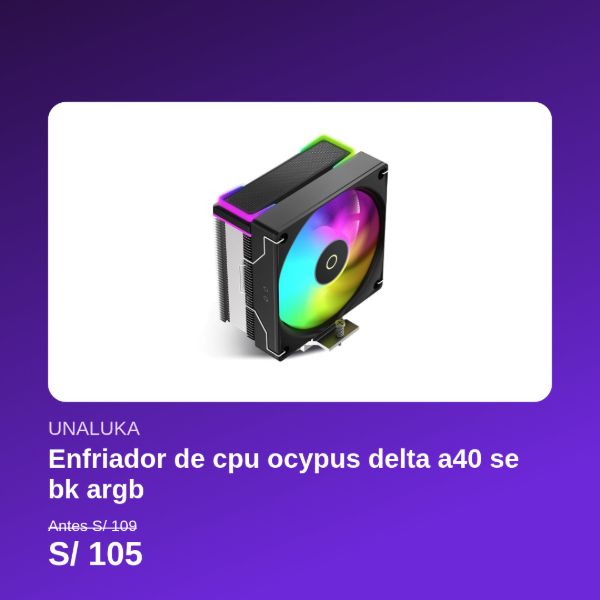 UNALUKA
Enfriador de cpu ocypus delta a40 se
bk argb
Antes S/ 109
S/ 105